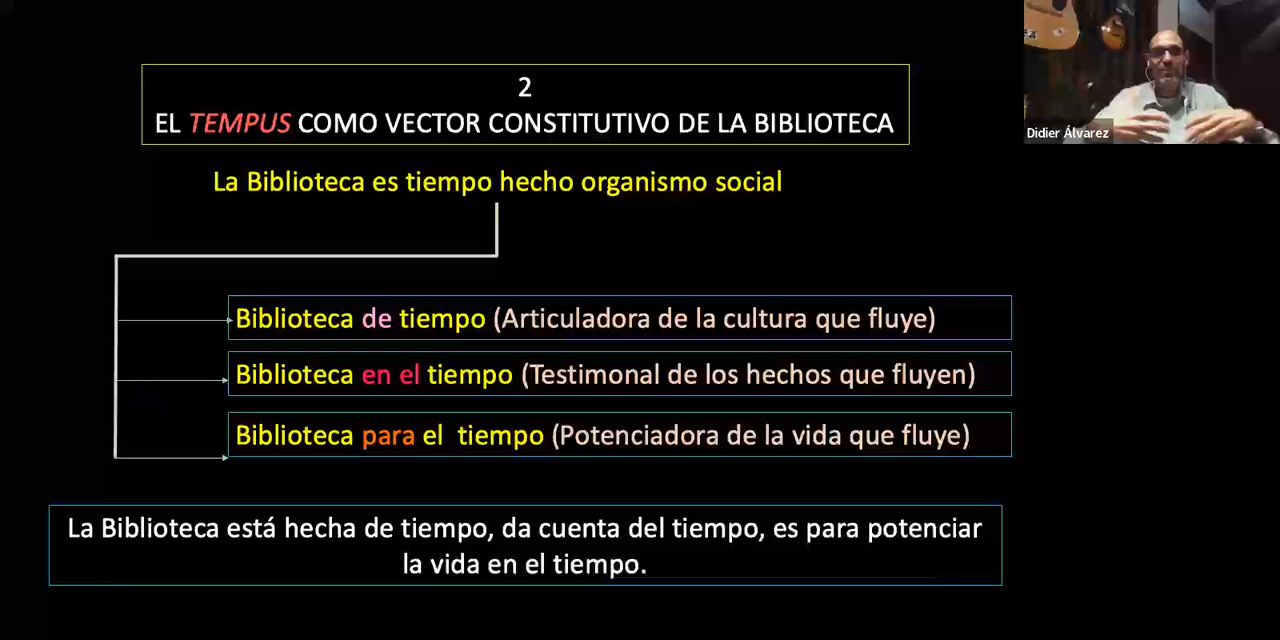 2
EL TEMPUS COMO VECTOR CONSTITUTIVO DE LA BIBLIOTECA
La Biblioteca es tiempo hecho organismo social
Biblioteca de tiempo (Articuladora de la cultura que fluye)
Biblioteca en el tiempo (Testimonal de los hechos que fluyen)
Biblioteca para el tiempo (Potenciadora de la vida que fluye)
La Biblioteca está hecha de tiempo, da cuenta del tiempo, es para potenciar
la vida en el tiempo.
Didier Álvarez